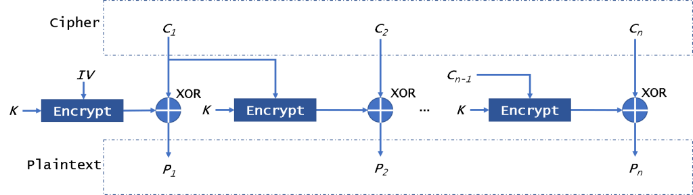 Cipher
C1 C2 Cn
IV Cn-1
XOR XOR XOR
K Encrypt K Encrypt ... K Encrypt
Plaintext
P1 P2 Pn